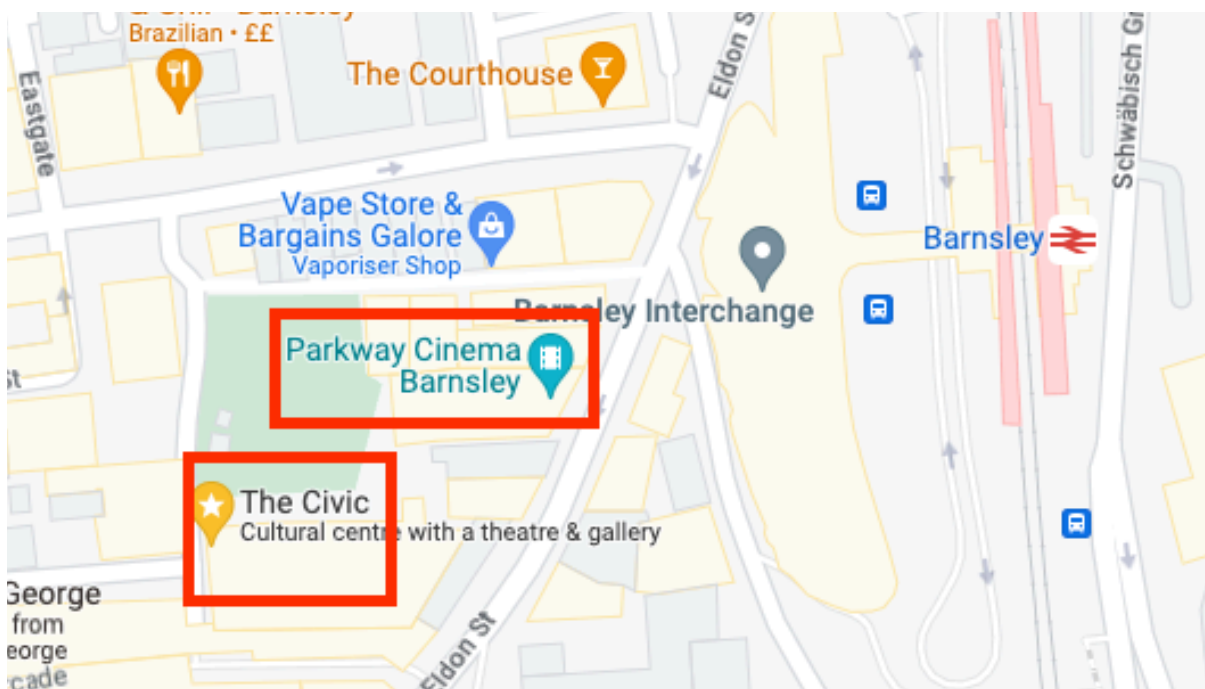 Brazilian • ££
The Courthouse
Eldon S
Eastgate
Schwäbisch G
Vape Store &
Bargains Galore
Vaporiser Shop
Barnsley
Barnsley Interchange
Parkway Cinema
Barnsley
St
The Civic
Cultural centre with a theatre & gallery
George
from
eorge
cade
Eldon St